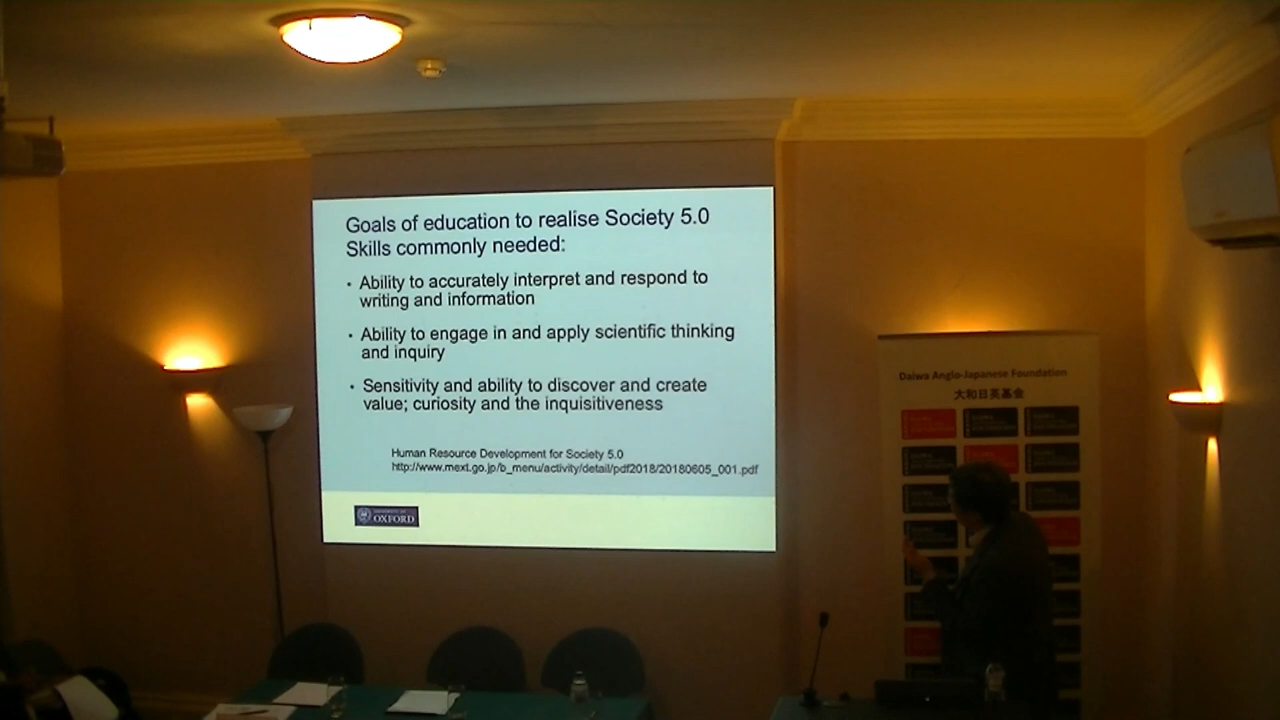 Goals of education to realise Society 5.0
Skills commonly needed:
• Ability to accurately interpret and respond to
writing and information
• Ability to engage in and apply scientific thinking
and inquiry
• Sensitivity and ability to discover and create
value; curiosity and the inquisitiveness
Human Resource Development for Society 5.0
http://www.mext.go.jp/b_menu/activity/detail/pdf2018/20180605_001.pdf
UNIVERSITY OF
OXFORD
Daiwa Anglo-Japanese Foundation
大和日英基金